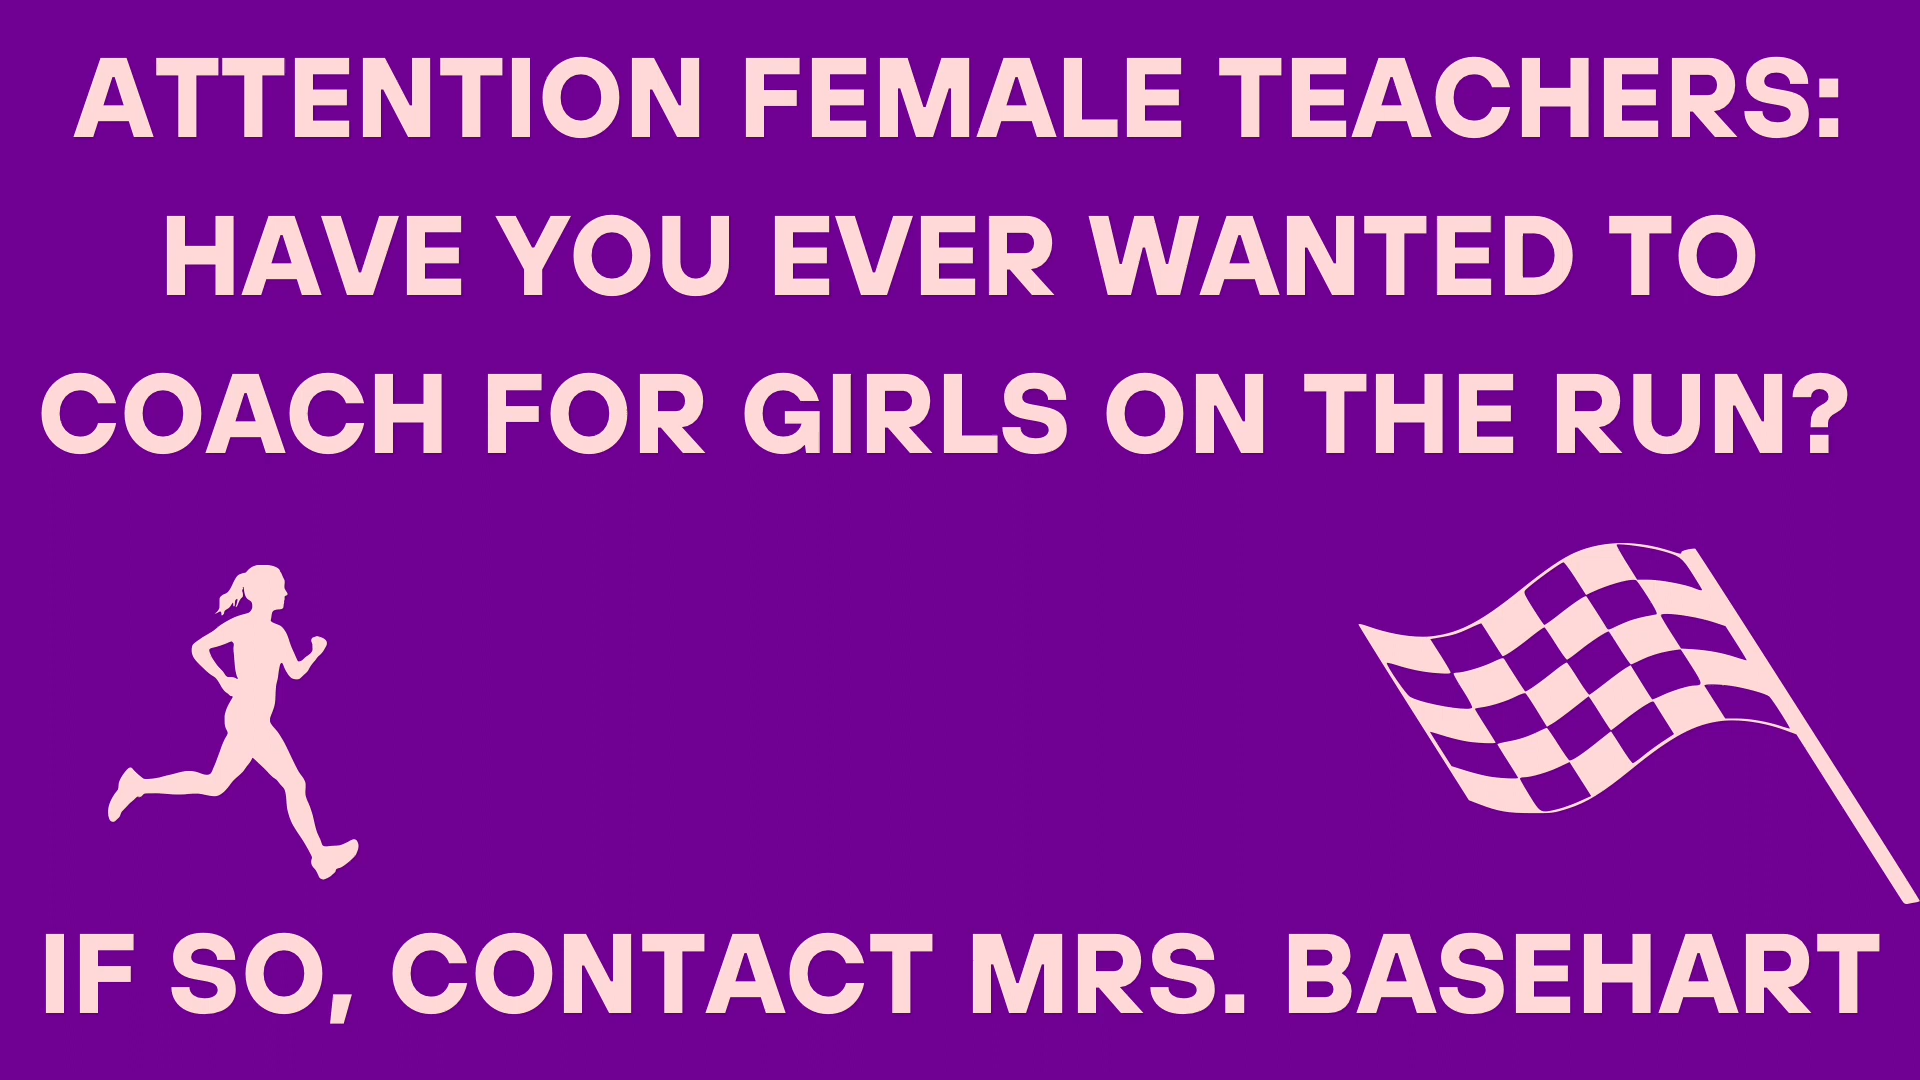 ATTENTION FEMALE TEACHERS:
HAVE YOU EVER WANTED TO
COACH FOR GIRLS ON THE RUN?
IF SO, CONTACT MRS. BASEHART